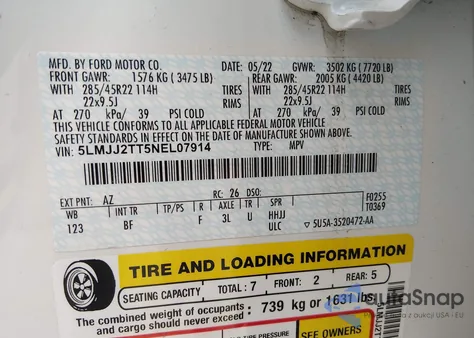 MFD. BY FORD MOTOR CO.
DATE: 05/22 GVWR: 3502 KG ( 7720 LB)
FRONT GAWR: 1576 KG ( 3475 LB) REAR GAWR: 2005 KG ( 4420 LB)
WITH 285/45R22 114H TIRES WITH 285/45R22 114H TIRES
22x9.5J RIMS 22x9.5J RIMS
AT 270 kPa/ 39 PSI COLD AT 270 kPa/ 39 PSI COLD
THIS VEHICLE CONFORMS TO ALL APPLICABLE FEDERAL MOTOR VEHICLE
SAFETY STANDARDS IN EFFECT ON THE DATE OF MANUFACTURE SHOWN ABOVE.
VIN: 5LMJJ2TT5NEL07914 TYPE: MPV
EXT PNT: AZ RC: 26 DSO:
WB INT TR TP/PS R AXLE TR SPR F0255
123 BF F 3L U HHJJ T0369
ULC 5U5A-3520472-AA
TIRE AND LOADING INFORMATION
SEATING CAPACITY TOTAL: 7 FRONT: 2 REAR: 5
The combined weight of occupants and cargo should never exceed: 739 kg or 1631 lbs
TIRE PRESSURE
SEE OWNERS
5LMJJ2T
autoSnap